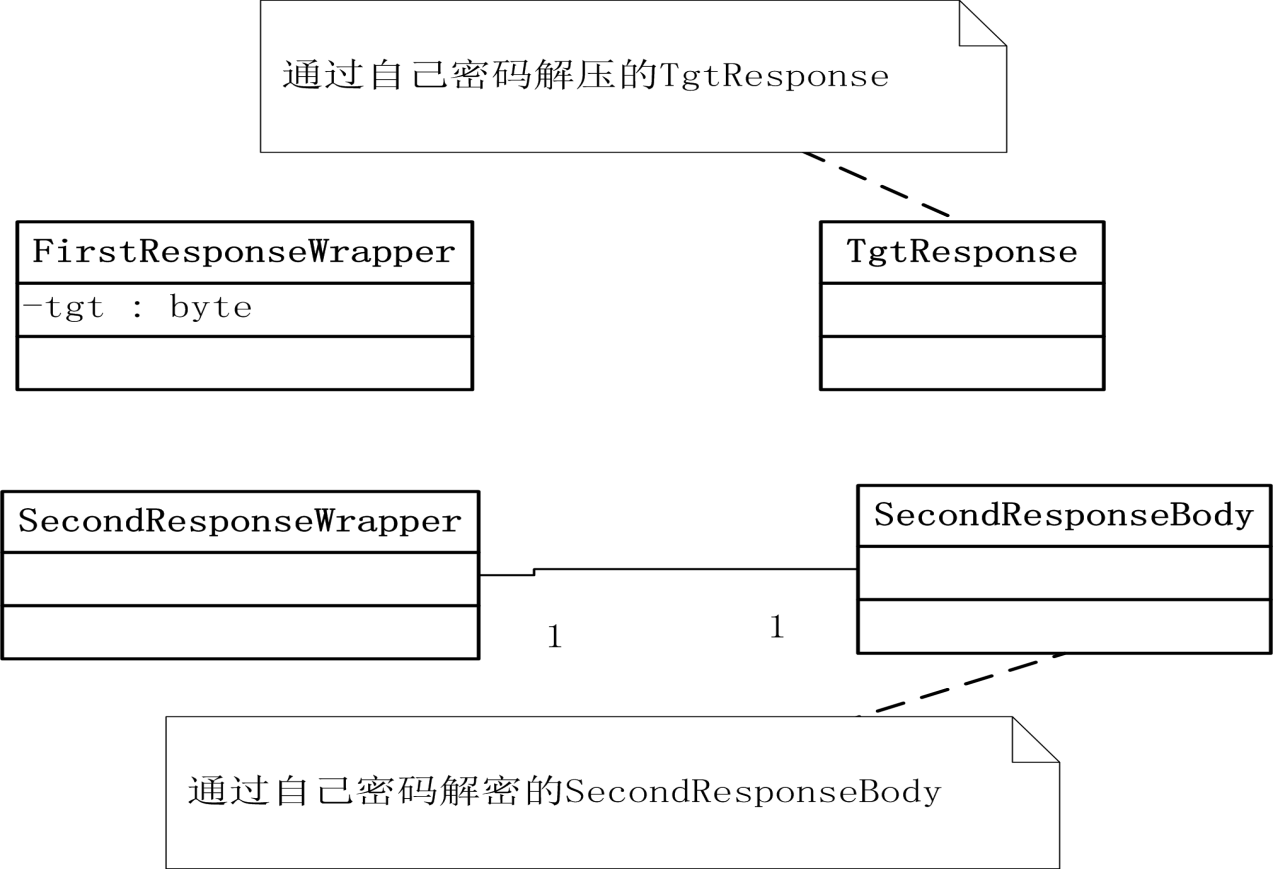 通过自己密码解压的TgtResponse
FirstResponseWrapper
-tgt : byte
TgtResponse
SecondResponseWrapper
SecondResponseBody
1
1
通过自己密码解密的SecondResponseBody